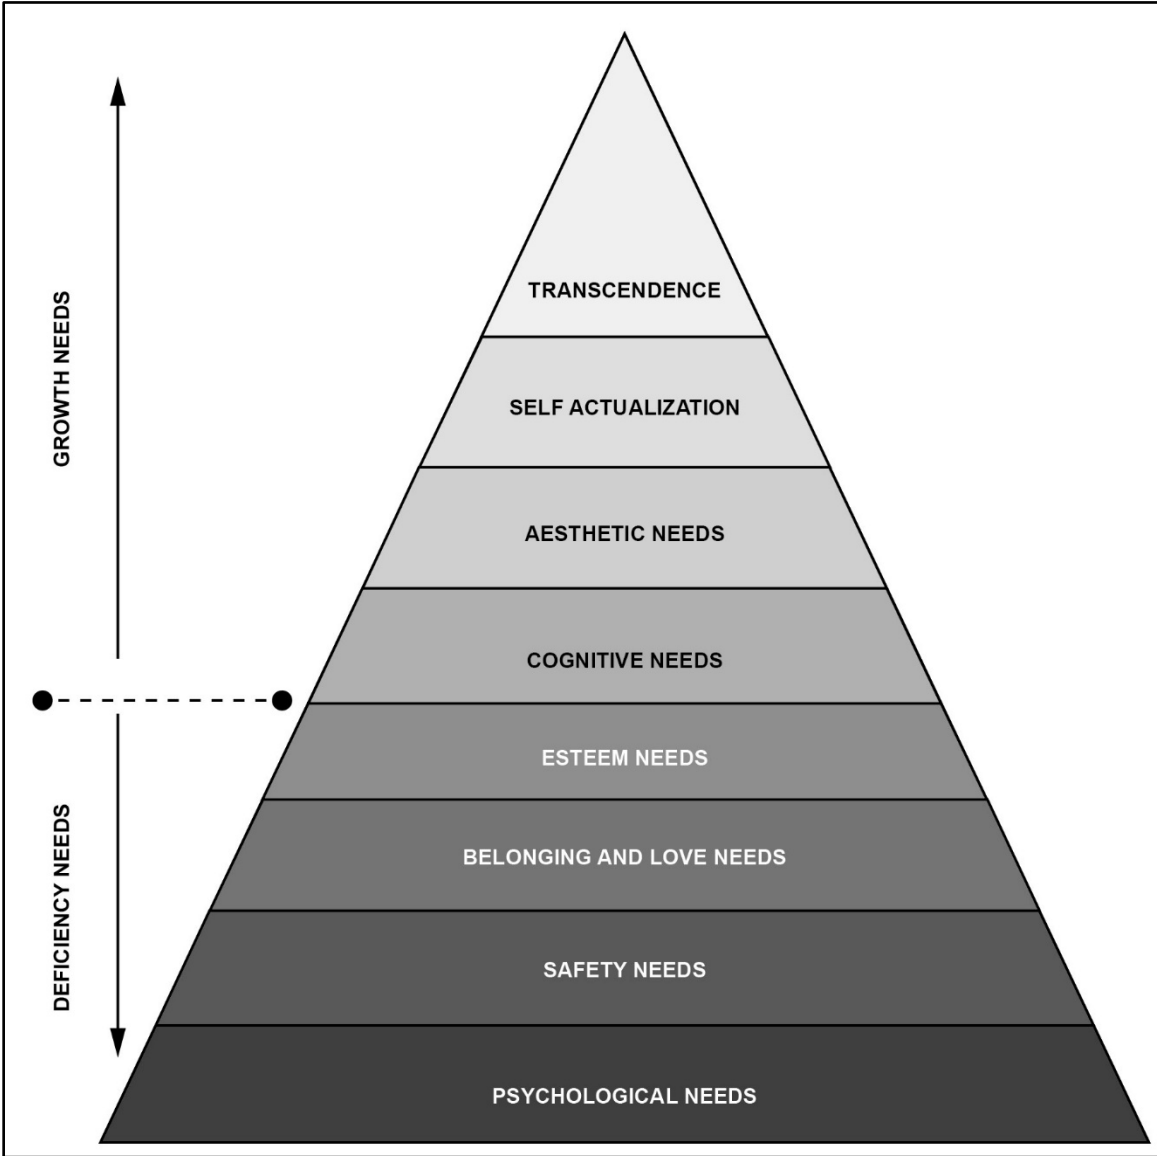 TRANSCENDENCE
SELF ACTUALIZATION
AESTHETIC NEEDS
COGNITIVE NEEDS
ESTEEM NEEDS
BELONGING AND LOVE NEEDS
SAFETY NEEDS
PSYCHOLOGICAL NEEDS
GROWTH NEEDS
DEFICIENCY NEEDS